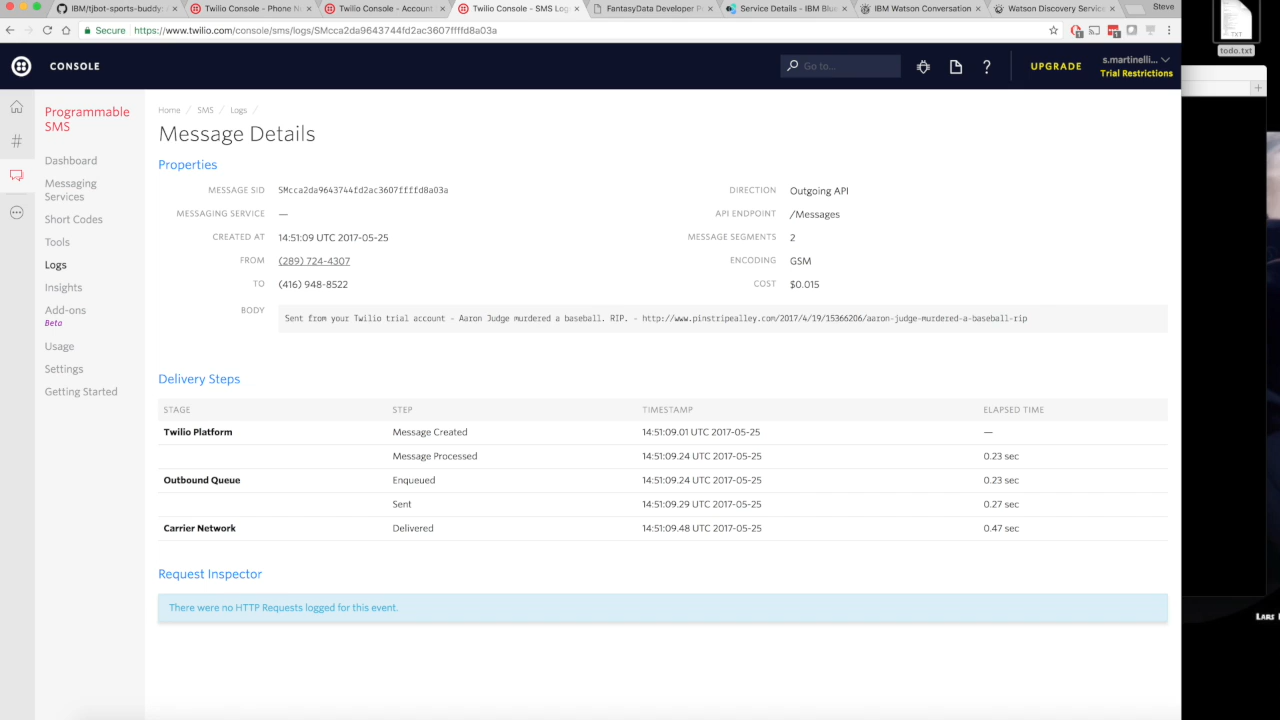 IBM/tjbot-sports-buddy:
Twilio Console - Phone N
Twilio Console - Account
Twilio Console - SMS Log
FantasyData Developer P
Service Details - IBM Blue
IBM Watson Conversation
Watson Discovery Servic
Steve
Secure
https://www.twilio.com/console/sms/logs/SMcca2da9643744fd2ac3607ffffd8a03a
CONSOLE
Go to...
?
UPGRADE
s.martinelli...
Trial Restrictions
TXT
todo.txt
Programmable
SMS
Dashboard
Messaging
Services
Short Codes
Tools
Logs
Insights
Add-ons
Beta
Usage
Settings
Getting Started
Home / SMS / Logs /
Message Details
Properties
MESSAGE SID SMcca2da9643744fd2ac3607ffffd8a03a
MESSAGING SERVICE —
CREATED AT 14:51:09 UTC 2017-05-25
FROM (289) 724-4307
TO (416) 948-8522
DIRECTION Outgoing API
API ENDPOINT /Messages
MESSAGE SEGMENTS 2
ENCODING GSM
COST $0.015
BODY Sent from your Twilio trial account - Aaron Judge murdered a baseball. RIP. - http://www.pinstripealley.com/2017/4/19/15366206/aaron-judge-murdered-a-baseball-rip
Delivery Steps
STAGE STEP TIMESTAMP ELAPSED TIME
Twilio Platform Message Created 14:51:09.01 UTC 2017-05-25 —
Message Processed 14:51:09.24 UTC 2017-05-25 0.23 sec
Outbound Queue Enqueued 14:51:09.24 UTC 2017-05-25 0.23 sec
Sent 14:51:09.29 UTC 2017-05-25 0.27 sec
Carrier Network Delivered 14:51:09.48 UTC 2017-05-25 0.47 sec
Request Inspector
There were no HTTP Requests logged for this event.
LARS